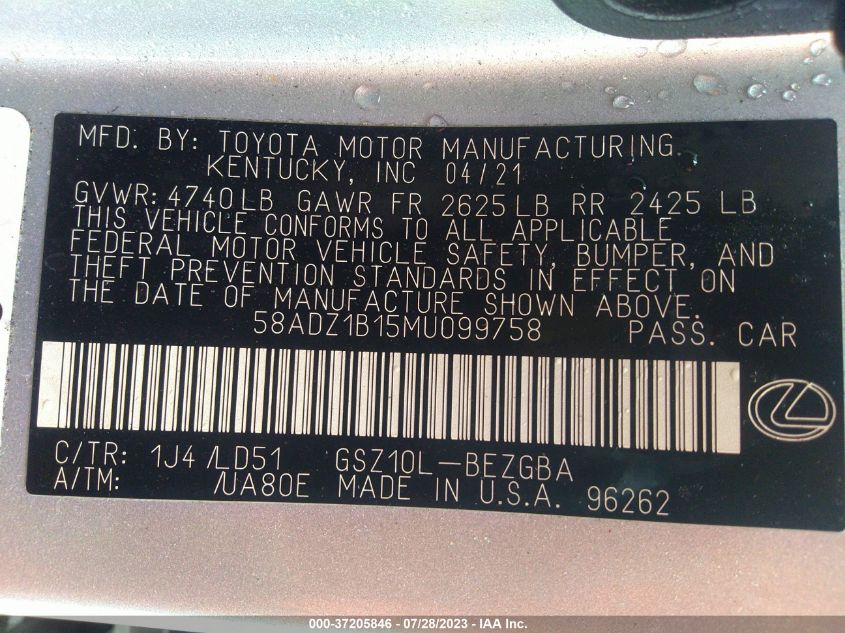 MFD. BY: TOYOTA MOTOR MANUFACTURING
KENTUCKY, INC 04/21
GVWR: 4740LB GAWR FR 2625LB RR 2425 LB
THIS VEHICLE CONFORMS TO ALL APPLICABLE
FEDERAL MOTOR VEHICLE SAFETY, BUMPER, AND
THEFT PREVENTION STANDARDS IN EFFECT ON
THE DATE OF MANUFACTURE SHOWN ABOVE.
58ADZ1B15MU099758 PASS. CAR
C/TR: 1J4 /LD51 GSZ10L-BEZGBA
A/TM: /UA80E MADE IN U.S.A. 96262
000-37205846 - 07/28/2023 - IAA Inc.